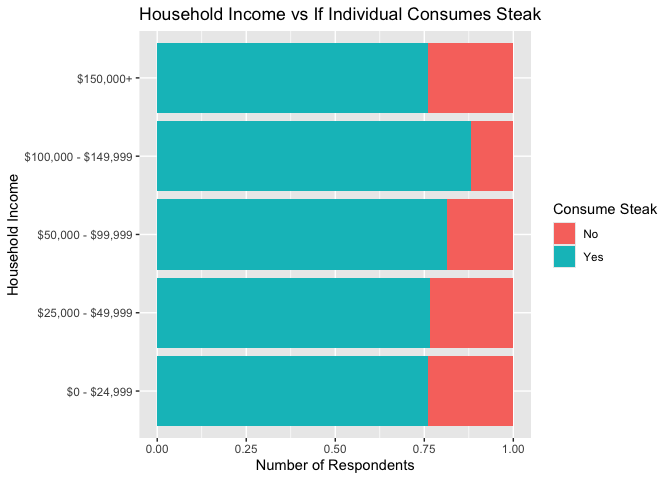 Household Income vs If Individual Consumes Steak
Household Income
$150,000+
$100,000 - $149,999
$50,000 - $99,999
$25,000 - $49,999
$0 - $24,999
0.00 0.25 0.50 0.75 1.00
Number of Respondents
Consume Steak
No
Yes